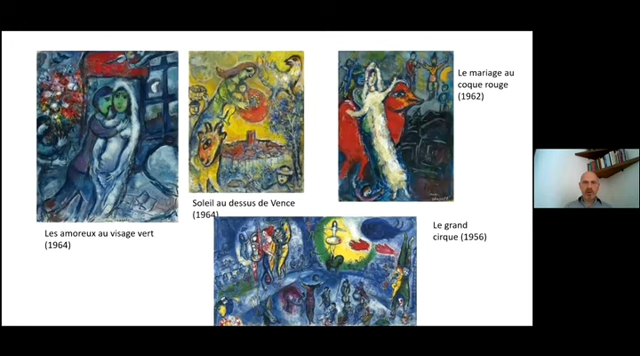 Le mariage au
coque rouge
(1962)
Soleil au dessus de Vence
(1964)
Les amoreux au visage vert
(1964)
Le grand
cirque (1956)